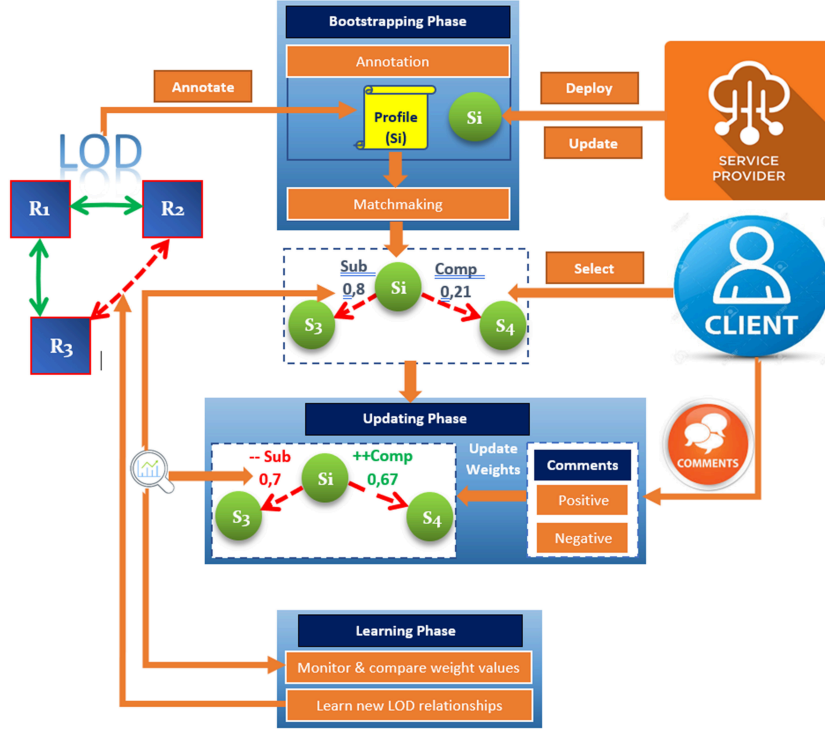 Bootstrapping Phase
Annotation
Annotate
Profile
(Si)
Si
Deploy
Update
SERVICE
PROVIDER
LOD
R1
R2
R3
Matchmaking
Sub
0,8
Si
Comp
0,21
S3
S4
Select
CLIENT
Updating Phase
-- Sub
0,7
Si
++Comp
0,67
S3
S4
Update
Weights
Comments
Positive
Negative
COMMENTS
Learning Phase
Monitor & compare weight values
Learn new LOD relationships